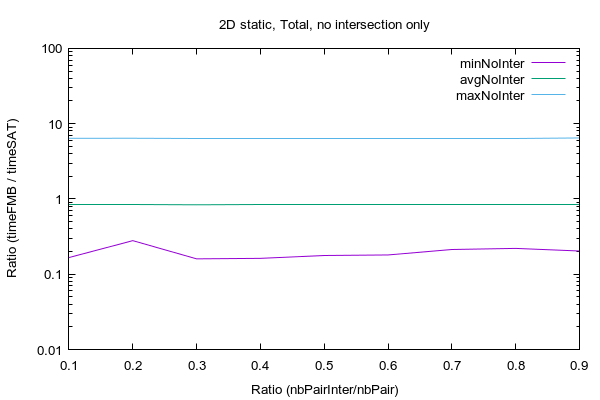 2D static, Total, no intersection only
100
10
1
0.1
0.01
Ratio (timeFMB / timeSAT)
minNoInter
avgNoInter
maxNoInter
0.1 0.2 0.3 0.4 0.5 0.6 0.7 0.8 0.9
Ratio (nbPairInter/nbPair)